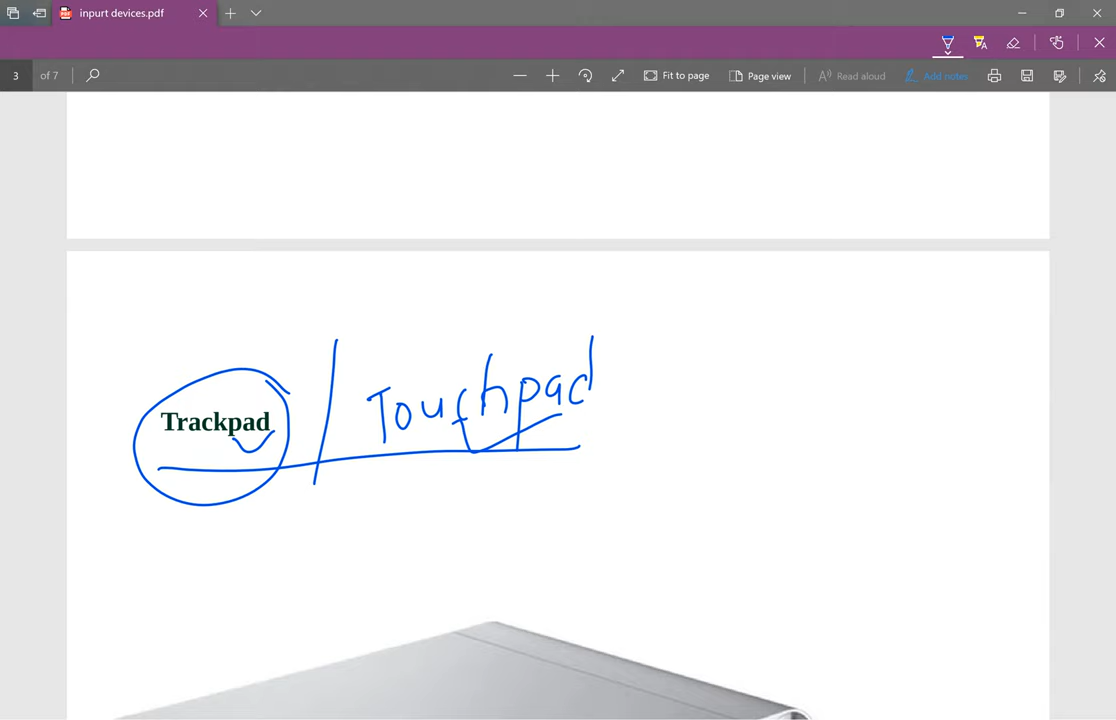 inpurt devices.pdf
3 of 7 Fit to page Page view Read aloud Add notes
Trackpad / Touchpad